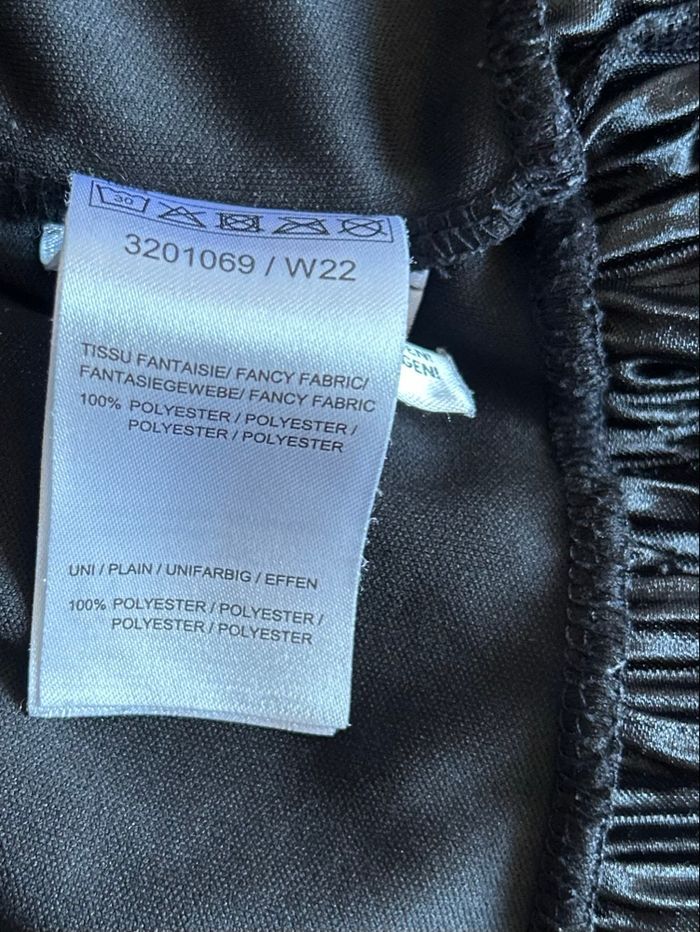 30
3201069 / W22
TISSU FANTAISIE/ FANCY FABRIC/
FANTASIEGEWEBE/ FANCY FABRIC
100% POLYESTER / POLYESTER /
POLYESTER / POLYESTER
UNI / PLAIN / UNIFARBIG / EFFEN
100% POLYESTER / POLYESTER /
POLYESTER / POLYESTER